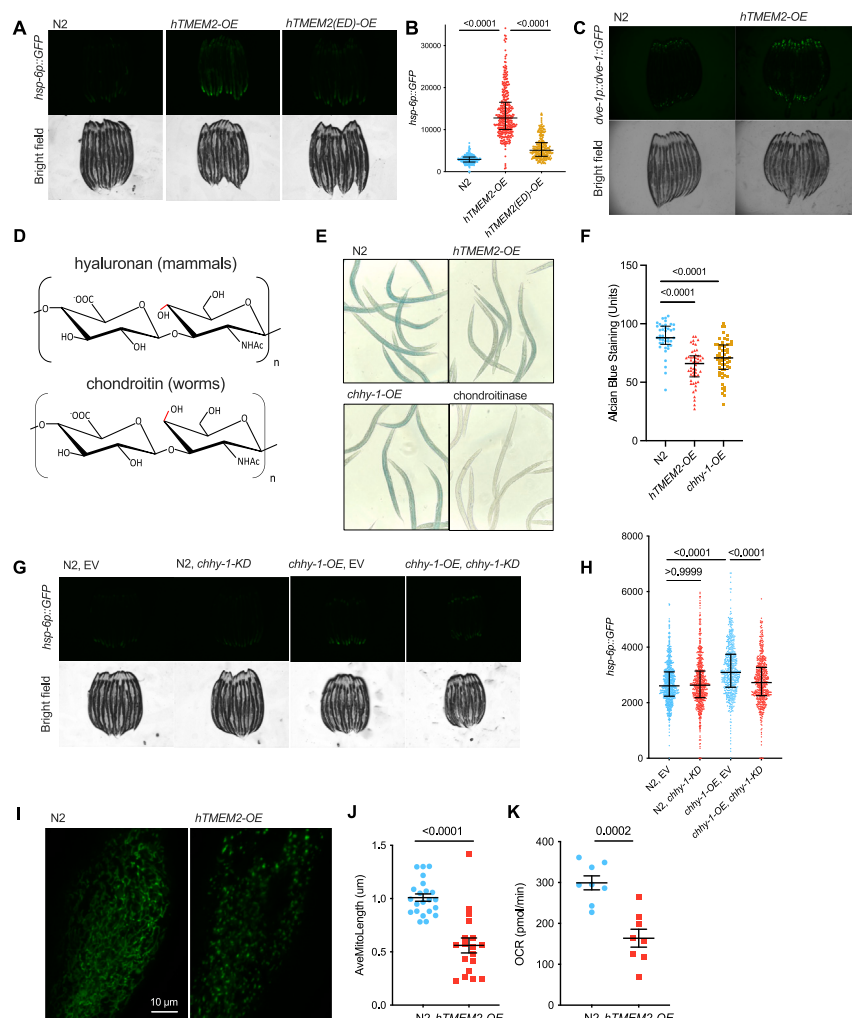 A
N2
hTMEM2-OE
hTMEM2(ED)-OE
hsp-6p::GFP
Bright field
B
<0.0001
<0.0001
hsp-6p::GFP
30000
20000
10000
0
N2
hTMEM2-OE
hTMEM2(ED)-OE
C
N2
hTMEM2-OE
dve-1p::dve-1::GFP
Bright field
D
hyaluronan (mammals)
-OOC
O
O
HO
OH
O
OH
OH
O
O
NHAc
n
chondroitin (worms)
-OOC
O
O
HO
OH
O
OH
OH
O
O
NHAc
n
E
N2
hTMEM2-OE
chhy-1-OE
chondroitinase
F
<0.0001
<0.0001
Alcian Blue Staining (Units)
150
100
50
0
N2
hTMEM2-OE
chhy-1-OE
G
N2, EV
N2, chhy-1-KD
chhy-1-OE, EV
chhy-1-OE, chhy-1-KD
hsp-6p::GFP
Bright field
H
<0.0001
<0.0001
>0.9999
hsp-6p::GFP
8000
6000
4000
2000
0
N2, EV
N2, chhy-1-KD
chhy-1-OE, EV
chhy-1-OE, chhy-1-KD
I
N2
hTMEM2-OE
10 µm
J
<0.0001
AveMitoLength (um)
1.5
1.0
0.5
0.0
N2
hTMEM2-OE
K
0.0002
OCR (pmol/min)
400
300
200
100
0
N2
hTMEM2-OE